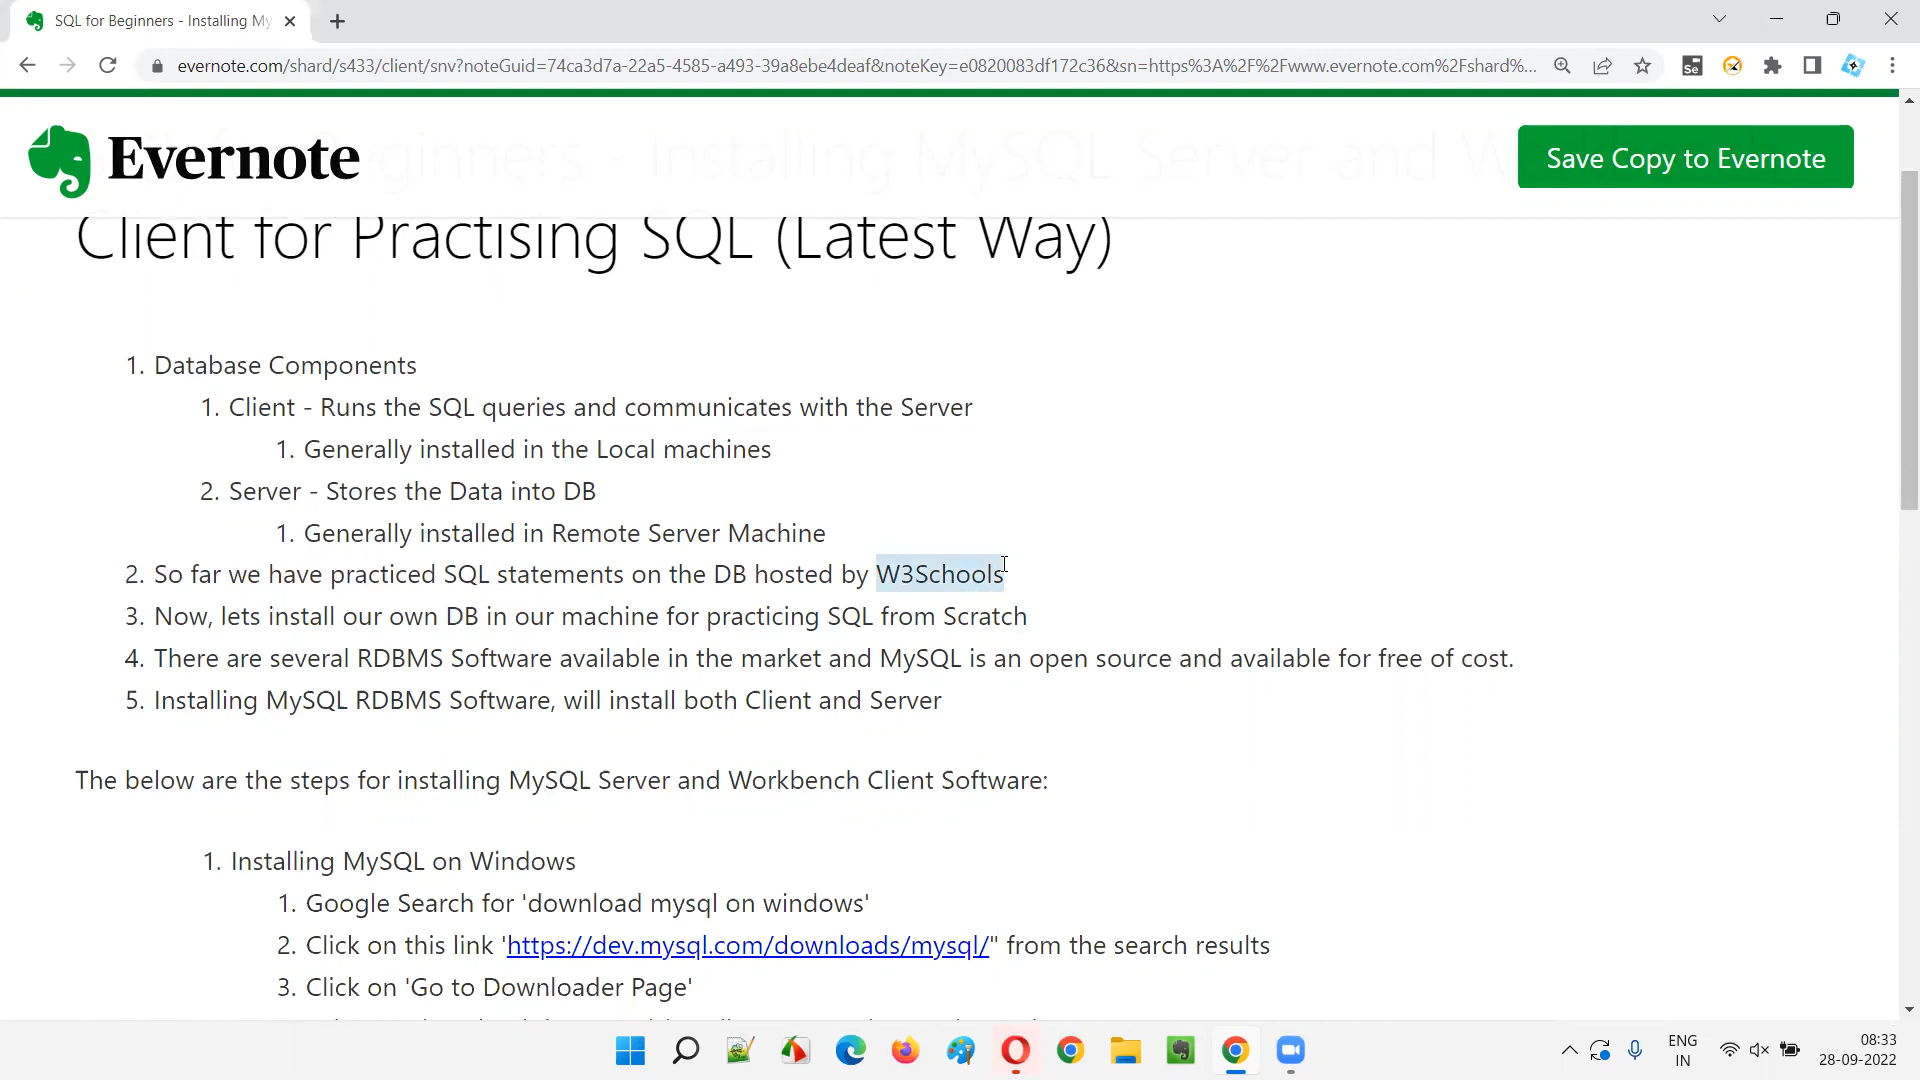 SQL for Beginners - Installing My
evernote.com/shard/s433/client/snv?noteGuid=74ca3d7a-22a5-4585-a493-39a8ebe4deaf&noteKey=e0820083df172c36&sn=https%3A%2F%2Fwww.evernote.com%2Fshard%...
Se
Evernote
Save Copy to Evernote
Client for Practising SQL (Latest Way)
1. Database Components
1. Client - Runs the SQL queries and communicates with the Server
1. Generally installed in the Local machines
2. Server - Stores the Data into DB
1. Generally installed in Remote Server Machine
2. So far we have practiced SQL statements on the DB hosted by W3Schools
3. Now, lets install our own DB in our machine for practicing SQL from Scratch
4. There are several RDBMS Software available in the market and MySQL is an open source and available for free of cost.
5. Installing MySQL RDBMS Software, will install both Client and Server
The below are the steps for installing MySQL Server and Workbench Client Software:
1. Installing MySQL on Windows
1. Google Search for 'download mysql on windows'
2. Click on this link 'https://dev.mysql.com/downloads/mysql/" from the search results
3. Click on 'Go to Downloader Page'
ENG
IN
08:33
28-09-2022